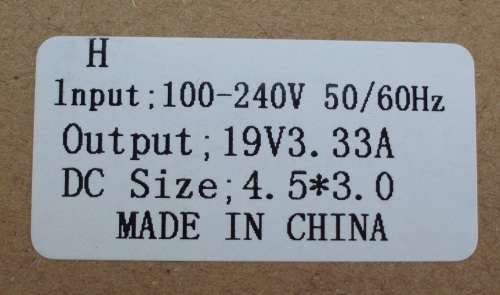 H
lnput;100-240V 50/60Hz
Output;19V3.33A
DC Size;4.5*3.0
MADE IN CHINA